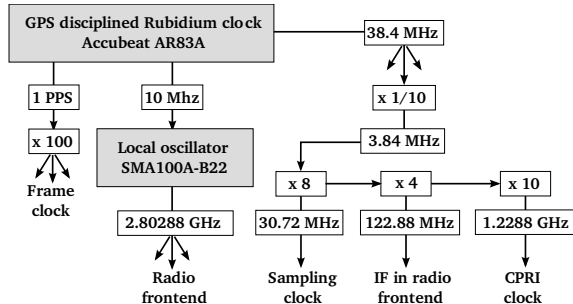 GPS disciplined Rubidium clock
Accubeat AR83A
38.4 MHz
1 PPS
10 Mhz
x 1/10
x 100
Local oscillator
SMA100A-B22
3.84 MHz
Frame
clock
x 8
x 4
x 10
2.80288 GHz
30.72 MHz
122.88 MHz
1.2288 GHz
Radio
frontend
Sampling
clock
IF in radio
frontend
CPRI
clock